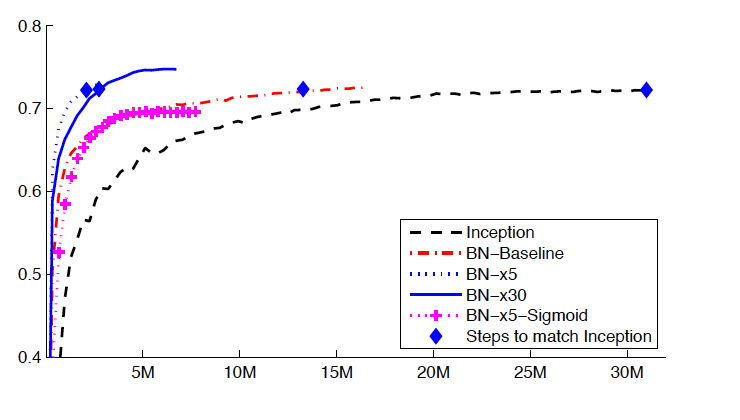 0.8
0.7
0.6
0.5
0.4
5M 10M 15M 20M 25M 30M
Inception
BN−Baseline
BN−x5
BN−x30
BN−x5−Sigmoid
Steps to match Inception